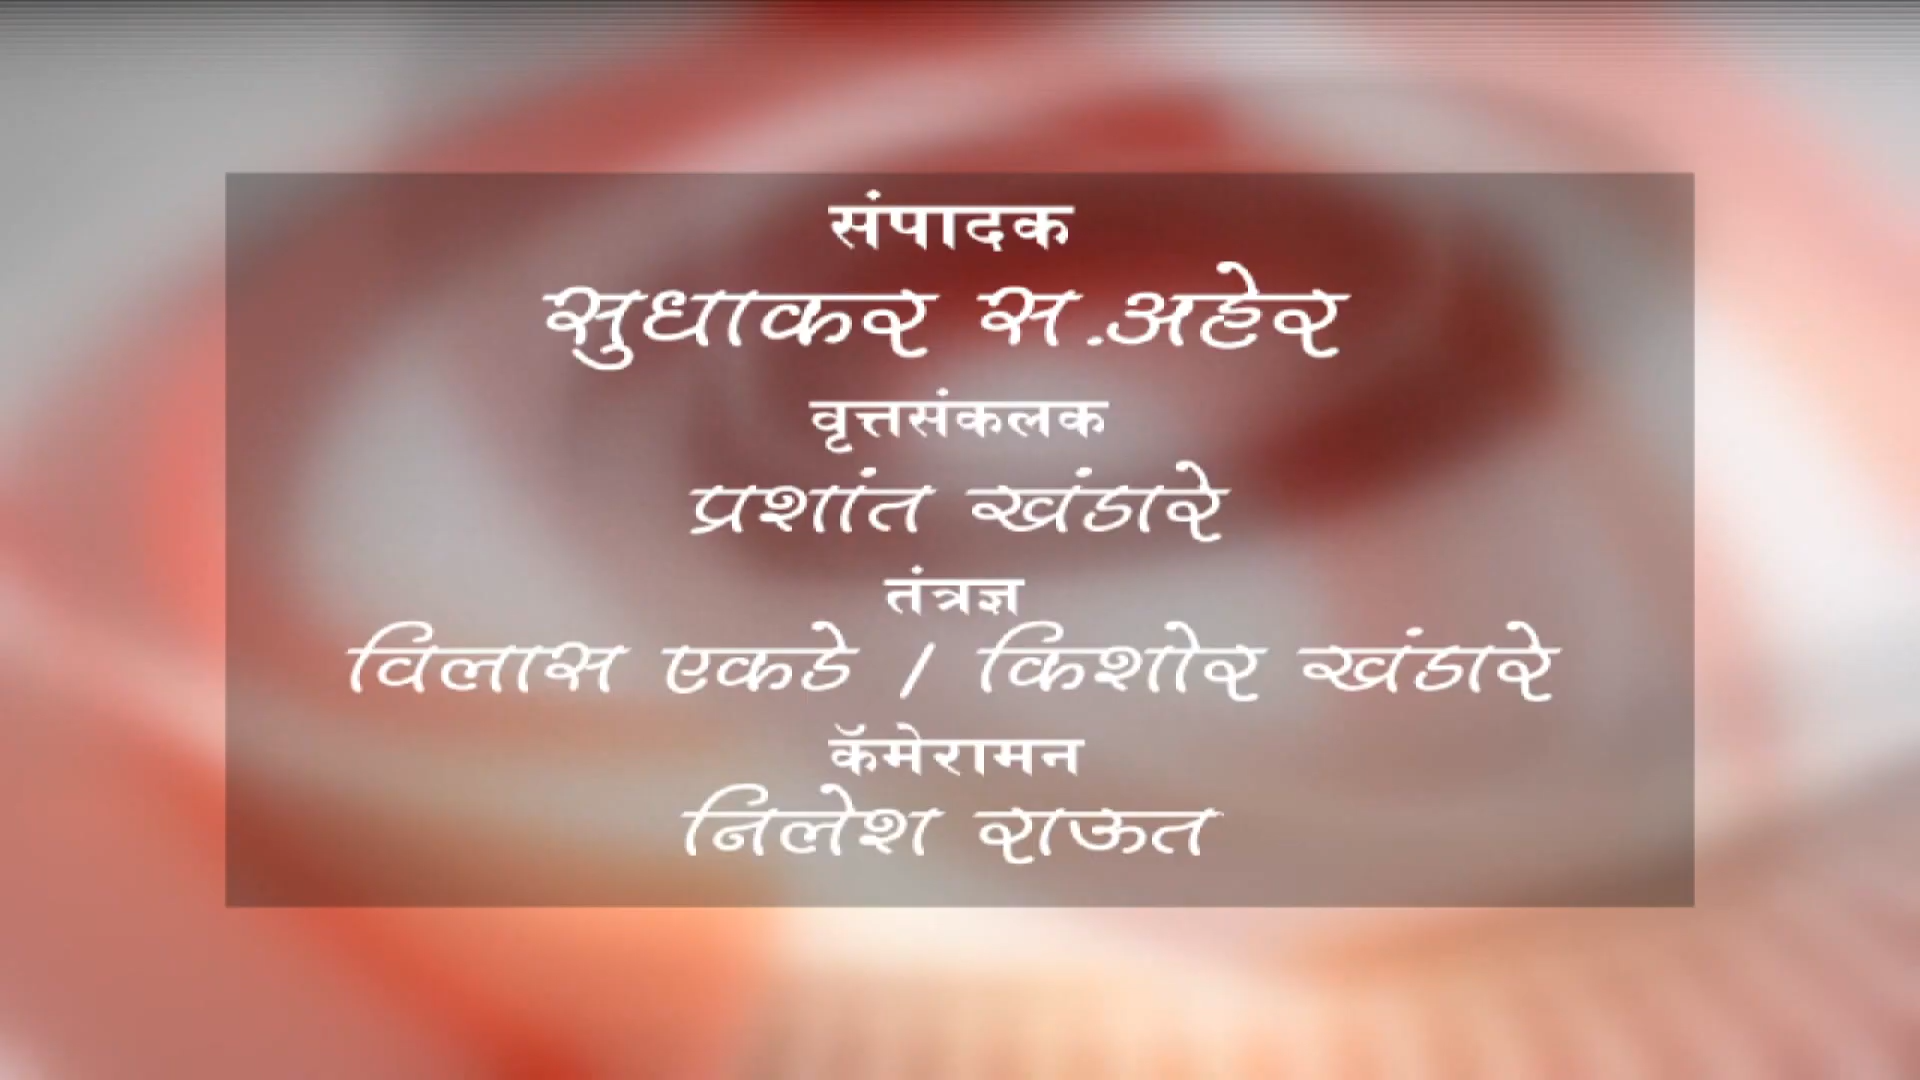 संपादक
सुधाकर स.अहेर
वृत्तसंकलक
प्रशांत खंडारे
तंत्रज्ञ
विलास एकडे / किशोर खंडारे
कॅमेरामन
निलेश राऊत